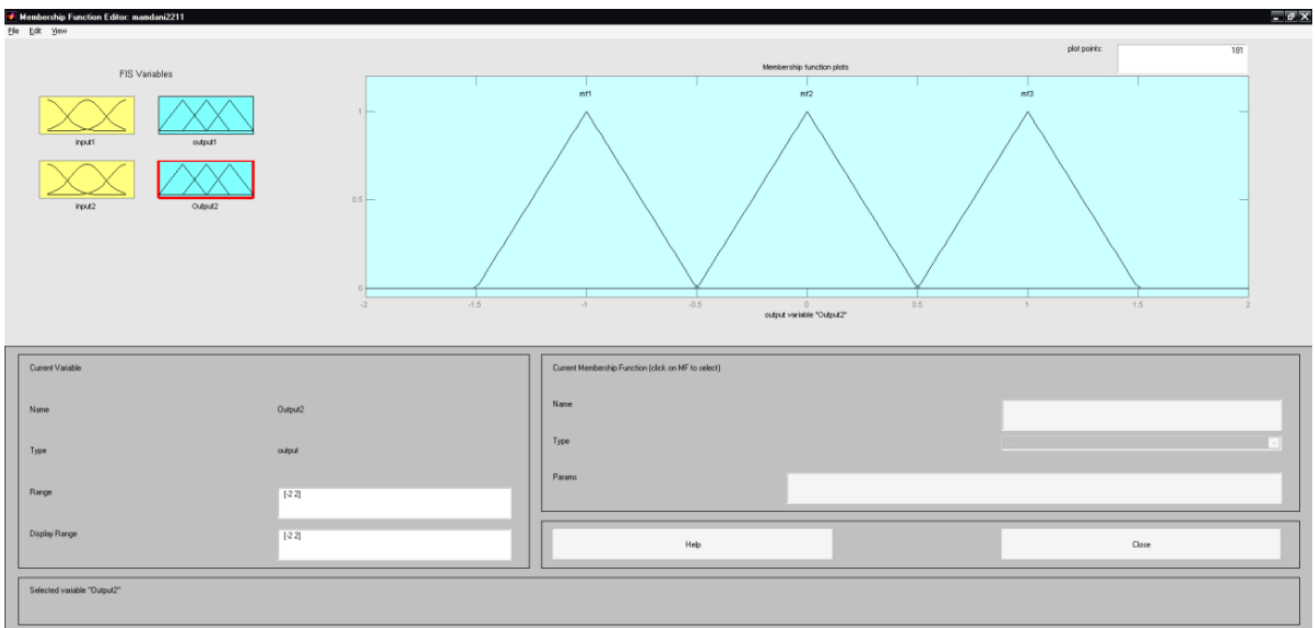 Membership Function Editor: mamdani2211
File Edit View
plot points: 181
FIS Variables
Membership function plots
input1 output1
input2 Output2
mf1 mf2 mf3
1
0.5
0
-2 -1.5 -1 -0.5 0 0.5 1 1.5 2
output variable "Output2"
Current Variable
Name Output2
Type output
Range [-2 2]
Display Range [-2 2]
Current Membership Function (click on MF to select)
Name
Type
Params
Help Close
Selected variable "Output2"